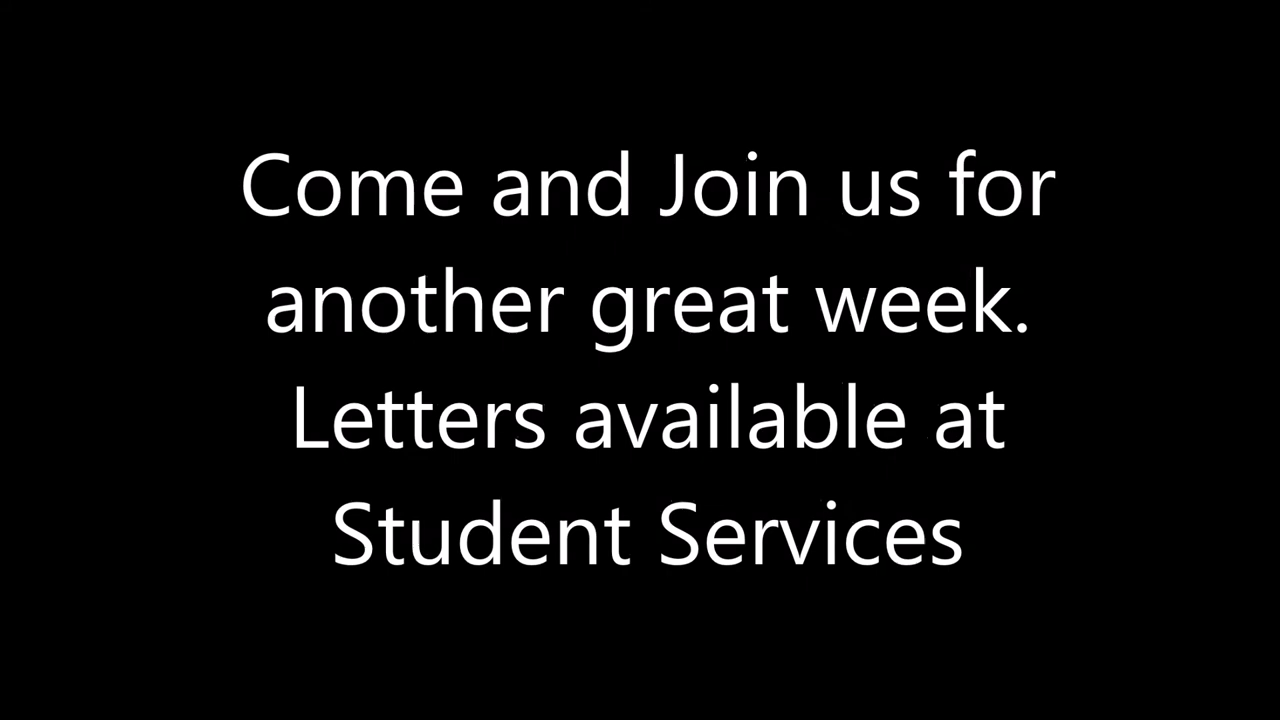 Come and Join us for
another great week.
Letters available at
Student Services